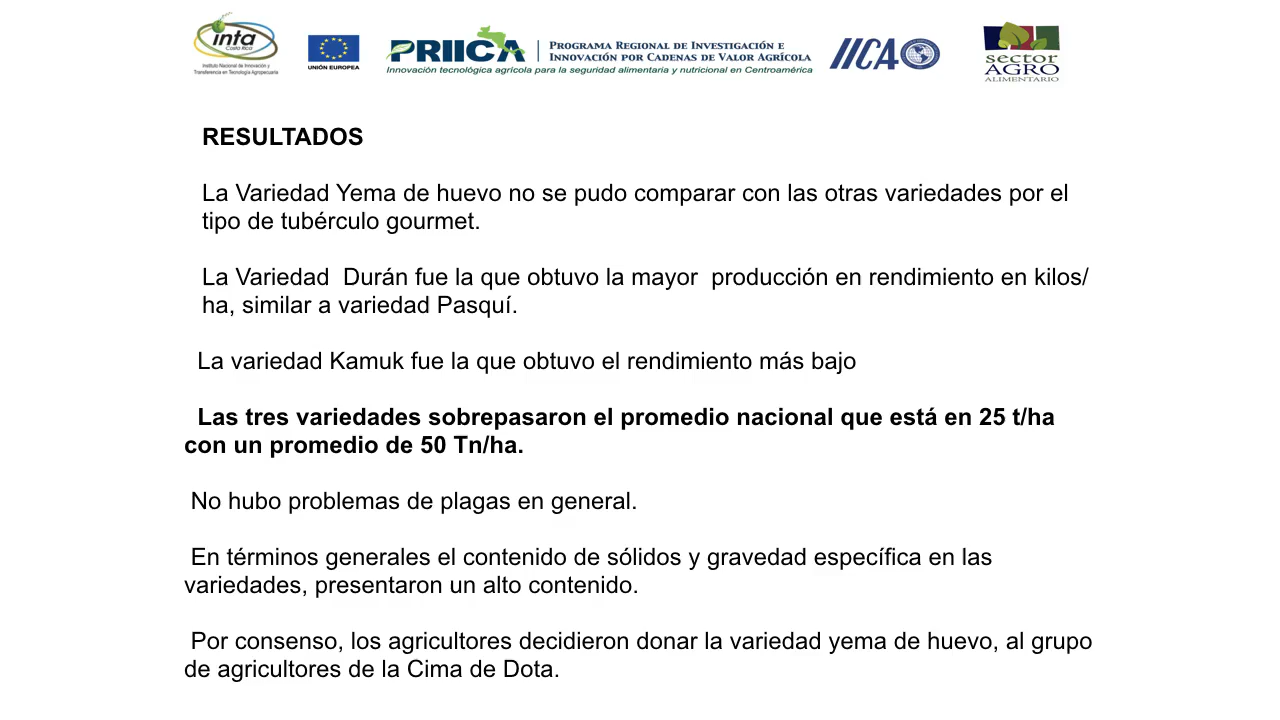 inta
Costa Rica
Instituto Nacional de Innovación y
Transferencia en Tecnología Agropecuaria
UNIÓN EUROPEA
PRIICA
PROGRAMA REGIONAL DE INVESTIGACIÓN E
INNOVACIÓN POR CADENAS DE VALOR AGRÍCOLA
Innovación tecnológica agrícola para la seguridad alimentaria y nutricional en Centroamérica
IICA
sector
AGRO
ALIMENTARIO
RESULTADOS
La Variedad Yema de huevo no se pudo comparar con las otras variedades por el
tipo de tubérculo gourmet.
La Variedad  Durán fue la que obtuvo la mayor  producción en rendimiento en kilos/
ha, similar a variedad Pasquí.
La variedad Kamuk fue la que obtuvo el rendimiento más bajo
Las tres variedades sobrepasaron el promedio nacional que está en 25 t/ha
con un promedio de 50 Tn/ha.
No hubo problemas de plagas en general.
En términos generales el contenido de sólidos y gravedad específica en las
variedades, presentaron un alto contenido.
Por consenso, los agricultores decidieron donar la variedad yema de huevo, al grupo
de agricultores de la Cima de Dota.